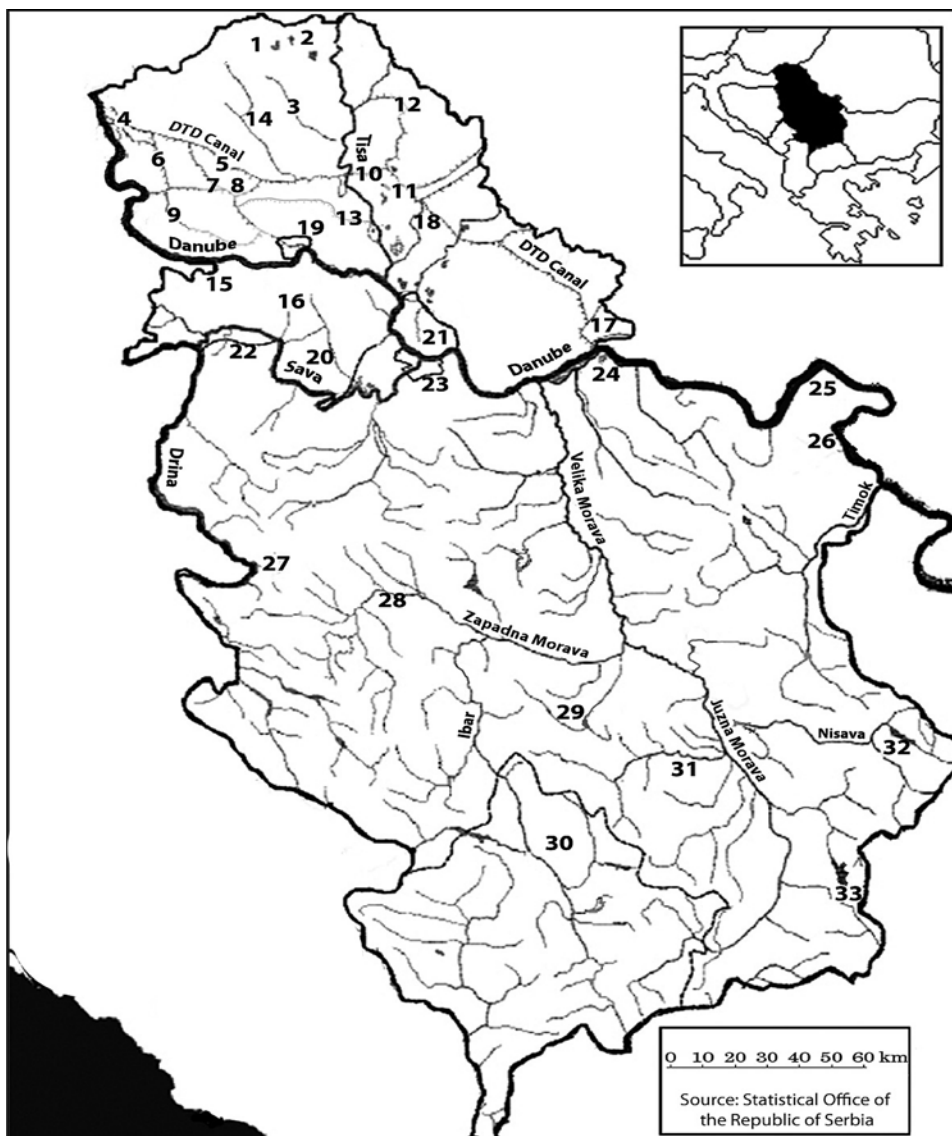 1
2
3
4
14
12
DTD Canal
Tisa
6
5
10
7
8
11
9
13
18
19
Danube
DTD Canal
15
16
17
21
22
20
Sava
Danube
23
24
25
26
Drina
Velika Morava
Timok
27
28
Zapadna Morava
29
Ibar
Juzna Morava
Nisava
32
31
30
33
0 10 20 30 40 50 60 km
Source: Statistical Office of
the Republic of Serbia